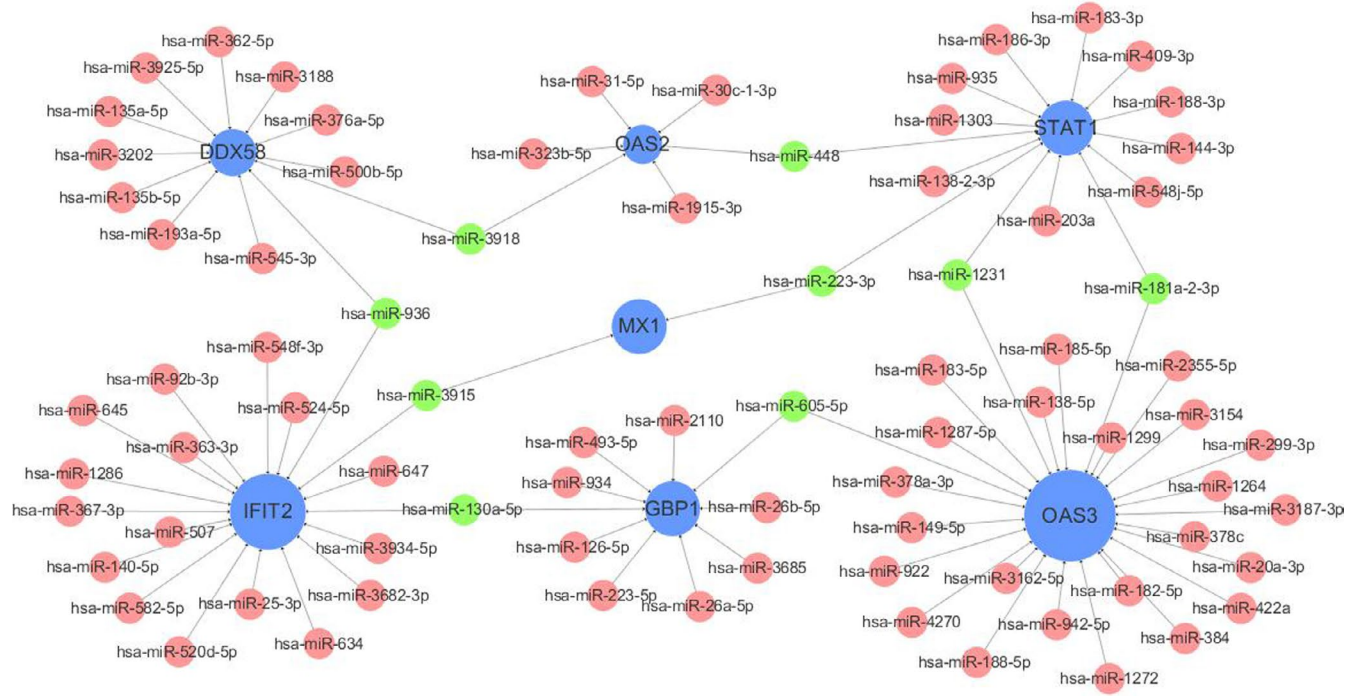 hsa-miR-183-3p
hsa-miR-362-5p
hsa-miR-186-3p
hsa-miR-409-3p
hsa-miR-3925-5p
hsa-miR-3188
hsa-miR-31-5p
hsa-miR-30c-1-3p
hsa-miR-935
hsa-miR-188-3p
hsa-miR-135a-5p
hsa-miR-376a-5p
hsa-miR-1303
STAT1
DDX58
OAS2
hsa-miR-3202
hsa-miR-323b-5p
hsa-miR-448
hsa-miR-144-3p
hsa-miR-500b-5p
hsa-miR-138-2-3p
hsa-miR-548j-5p
hsa-miR-135b-5p
hsa-miR-1915-3p
hsa-miR-203a
hsa-miR-193a-5p
hsa-miR-3918
hsa-miR-545-3p
hsa-miR-223-3p
hsa-miR-1231
hsa-miR-181a-2-3p
hsa-miR-936
MX1
hsa-miR-548f-3p
hsa-miR-185-5p
hsa-miR-92b-3p
hsa-miR-183-5p
hsa-miR-2355-5p
hsa-miR-3915
hsa-miR-645
hsa-miR-524-5p
hsa-miR-605-5p
hsa-miR-138-5p
hsa-miR-3154
hsa-miR-2110
hsa-miR-363-3p
hsa-miR-493-5p
hsa-miR-1287-5p
hsa-miR-1299
hsa-miR-299-3p
hsa-miR-1286
hsa-miR-647
hsa-miR-934
hsa-miR-378a-3p
hsa-miR-1264
hsa-miR-367-3p
IFIT2
hsa-miR-130a-5p
GBP1
hsa-miR-26b-5p
OAS3
hsa-miR-3187-3p
hsa-miR-507
hsa-miR-149-5p
hsa-miR-378c
hsa-miR-3934-5p
hsa-miR-126-5p
hsa-miR-140-5p
hsa-miR-3685
hsa-miR-922
hsa-miR-3162-5p
hsa-miR-20a-3p
hsa-miR-582-5p
hsa-miR-25-3p
hsa-miR-3682-3p
hsa-miR-223-5p
hsa-miR-26a-5p
hsa-miR-182-5p
hsa-miR-422a
hsa-miR-4270
hsa-miR-942-5p
hsa-miR-384
hsa-miR-520d-5p
hsa-miR-634
hsa-miR-188-5p
hsa-miR-1272